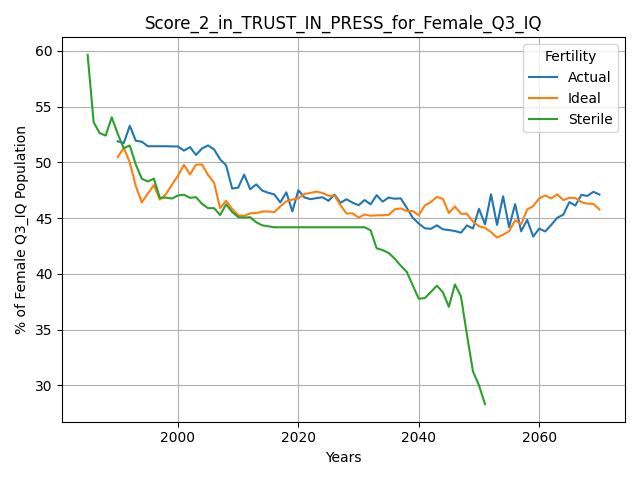 Score_2_in_TRUST_IN_PRESS_for_Female_Q3_IQ
Fertility
Actual
Ideal
Sterile
% of Female Q3_IQ Population
60
55
50
45
40
35
30
2000
2020
2040
2060
Years